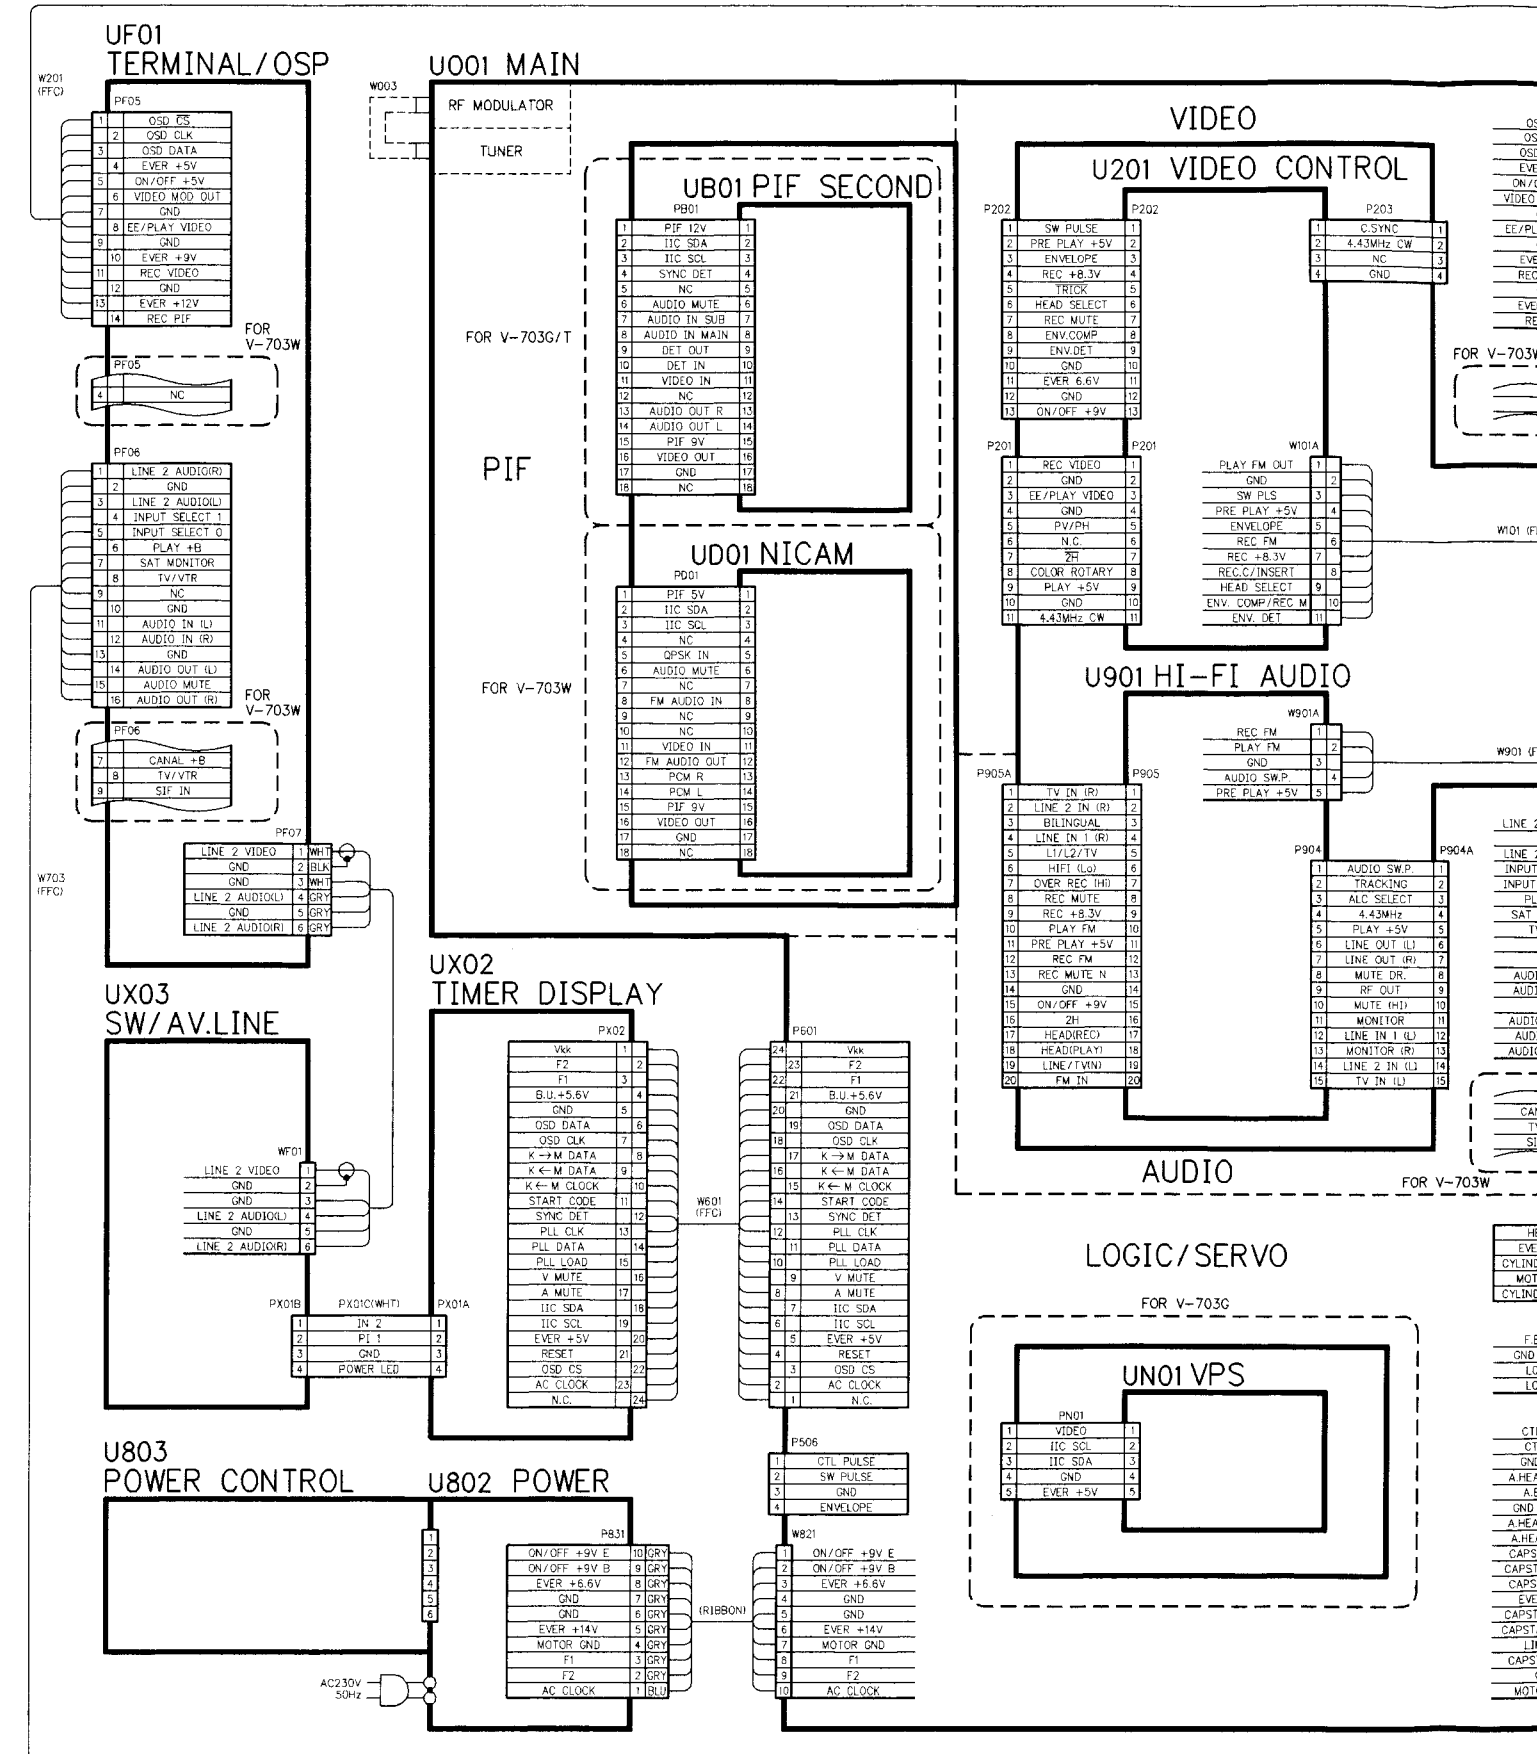 UF01
TERMINAL/OSP
W201
(FFC)
PF05
1 OSD CS
2 OSD CLK
3 OSD DATA
4 EVER +5V
5 ON/OFF +5V
6 VIDEO MOD OUT
7 GND
8 EE/PLAY VIDEO
9 GND
10 EVER +9V
11 REC VIDEO
12 GND
13 EVER +12V
14 REC PIF
FOR
V-703W
PF05
4 NC
PF06
1 LINE 2 AUDIO(R)
2 GND
3 LINE 2 AUDIO(L)
4 INPUT SELECT 1
5 INPUT SELECT 0
6 PLAY +B
7 SAT MONITOR
8 TV/VTR
9 NC
10 GND
11 AUDIO IN (L)
12 AUDIO IN (R)
13 GND
14 AUDIO OUT (L)
15 AUDIO MUTE
16 AUDIO OUT (R)
FOR
V-703W
PF06
7 CANAL +B
8 TV/VTR
9 SIF IN
W703
(FFC)
PF07
LINE 2 VIDEO 1 WHT
GND 2 BLK
GND 3 WHT
LINE 2 AUDIO(L) 4 GRY
GND 5 GRY
LINE 2 AUDIO(R) 6 GRY
UX03
SW/AV.LINE
WF01
LINE 2 VIDEO 1
GND 2
GND 3
LINE 2 AUDIO(L) 4
GND 5
LINE 2 AUDIO(R) 6
PX01B PX01C(WHT) PX01A
1 IN 2 1
2 PI 1 2
3 GND 3
4 POWER LED 4
U803
POWER CONTROL
1
2
3
4
5
6
AC230V
50Hz
U001 MAIN
W003
RF MODULATOR
TUNER
PIF
FOR V-703G/T
UB01 PIF SECOND
PB01
1 PIF 12V 1
2 IIC SDA 2
3 IIC SCL 3
4 SYNC DET 4
5 NC 5
6 AUDIO MUTE 6
7 AUDIO IN SUB 7
8 AUDIO IN MAIN 8
9 DET OUT 9
10 DET IN 10
11 VIDEO IN 11
12 NC 12
13 AUDIO OUT R 13
14 AUDIO OUT L 14
15 PIF 9V 15
16 VIDEO OUT 16
17 GND 17
18 NC 18
FOR V-703W
UD01 NICAM
PD01
1 PIF 5V 1
2 IIC SDA 2
3 IIC SCL 3
4 NC 4
5 QPSK IN 5
6 AUDIO MUTE 6
7 NC 7
8 FM AUDIO IN 8
9 NC 9
10 NC 10
11 VIDEO IN 11
12 FM AUDIO OUT 12
13 PCM R 13
14 PCM L 14
15 PIF 9V 15
16 VIDEO OUT 16
17 GND 17
18 NC 18
UX02
TIMER DISPLAY
PX02
Vkk 1
F2 2
F1 3
B.U.+5.6V 4
GND 5
OSD DATA 6
OSD CLK 7
K→M DATA 8
K←M DATA 9
K←M CLOCK 10
START CODE 11
SYNC DET 12
PLL CLK 13
PLL DATA 14
PLL LOAD 15
V MUTE 16
A MUTE 17
IIC SDA 18
IIC SCL 19
EVER +5V 20
RESET 21
OSD CS 22
AC CLOCK 23
N.C. 24
W601
(FFC)
P601
24 Vkk
23 F2
22 F1
21 B.U.+5.6V
20 GND
19 OSD DATA
18 OSD CLK
17 K→M DATA
16 K←M DATA
15 K←M CLOCK
14 START CODE
13 SYNC DET
12 PLL CLK
11 PLL DATA
10 PLL LOAD
9 V MUTE
8 A MUTE
7 IIC SDA
6 IIC SCL
5 EVER +5V
4 RESET
3 OSD CS
2 AC CLOCK
1 N.C.
P506
1 CTL PULSE
2 SW PULSE
3 GND
4 ENVELOPE
U802 POWER
P831
ON/OFF +9V E 10 GRY
ON/OFF +9V B 9 GRY
EVER +6.6V 8 GRY
GND 7 GRY
GND 6 GRY
EVER +14V 5 GRY
MOTOR GND 4 GRY
F1 3 GRY
F2 2 GRY
AC CLOCK 1 BLU
(RIBBON)
W821
1 ON/OFF +9V E
2 ON/OFF +9V B
3 EVER +6.6V
4 GND
5 GND
6 EVER +14V
7 MOTOR GND
8 F1
9 F2
10 AC CLOCK
VIDEO
U201 VIDEO CONTROL
P202 P202
1 SW PULSE 1
2 PRE PLAY +5V 2
3 ENVELOPE 3
4 REC +8.3V 4
5 TRICK 5
6 HEAD SELECT 6
7 REC MUTE 7
8 ENV.COMP 8
9 ENV.DET 9
10 GND 10
11 EVER 6.6V 11
12 GND 12
13 ON/OFF +9V 13
P203
1 C.SYNC 1
2 4.43MHz CW 2
3 NC 3
4 GND 4
P201 P201
1 REC VIDEO 1
2 GND 2
3 EE/PLAY VIDEO 3
4 GND 4
5 PV/PH 5
6 N.C. 6
7 2H 7
8 COLOR ROTARY 8
9 PLAY +5V 9
10 GND 10
11 4.43MHz CW 11
W101A
PLAY FM OUT 1
GND 2
SW PLS 3
PRE PLAY +5V 4
ENVELOPE 5
REC FM 6
REC +8.3V 7
REC.C/INSERT 8
HEAD SELECT 9
ENV. COMP/REC M 10
ENV. DET 11
U901 HI-FI AUDIO
W901A
REC FM 1
PLAY FM 2
GND 3
AUDIO SW.P. 4
PRE PLAY +5V 5
P905A P905
1 TV IN (R) 1
2 LINE 2 IN (R) 2
3 BILINGUAL 3
4 LINE IN 1 (R) 4
5 L1/L2/TV 5
6 HIFI (Lo) 6
7 OVER REC (HI) 7
8 REC MUTE 8
9 REC +8.3V 9
10 PLAY FM 10
11 PRE PLAY +5V 11
12 REC FM 12
13 REC MUTE N 13
14 GND 14
15 ON/OFF +9V 15
16 2H 16
17 HEAD(REC) 17
18 HEAD(PLAY) 18
19 LINE/TV(N) 19
20 FM IN 20
P904 P904A
1 AUDIO SW.P. 1
2 TRACKING 2
3 ALC SELECT 3
4 4.43MHz 4
5 PLAY +5V 5
6 LINE OUT (L) 6
7 LINE OUT (R) 7
8 MUTE DR. 8
9 RF OUT 9
10 MUTE (HI) 10
11 MONITOR 11
12 LINE IN 1 (L) 12
13 MONITOR (R) 13
14 LINE 2 IN (L) 14
15 TV IN (L) 15
AUDIO
FOR V-703W
LOGIC/SERVO
FOR V-703G
UN01 VPS
PN01
1 VIDEO 1
2 IIC SCL 2
3 IIC SDA 3
4 GND 4
5 EVER +5V 5
FOR V-703W
W101
W901